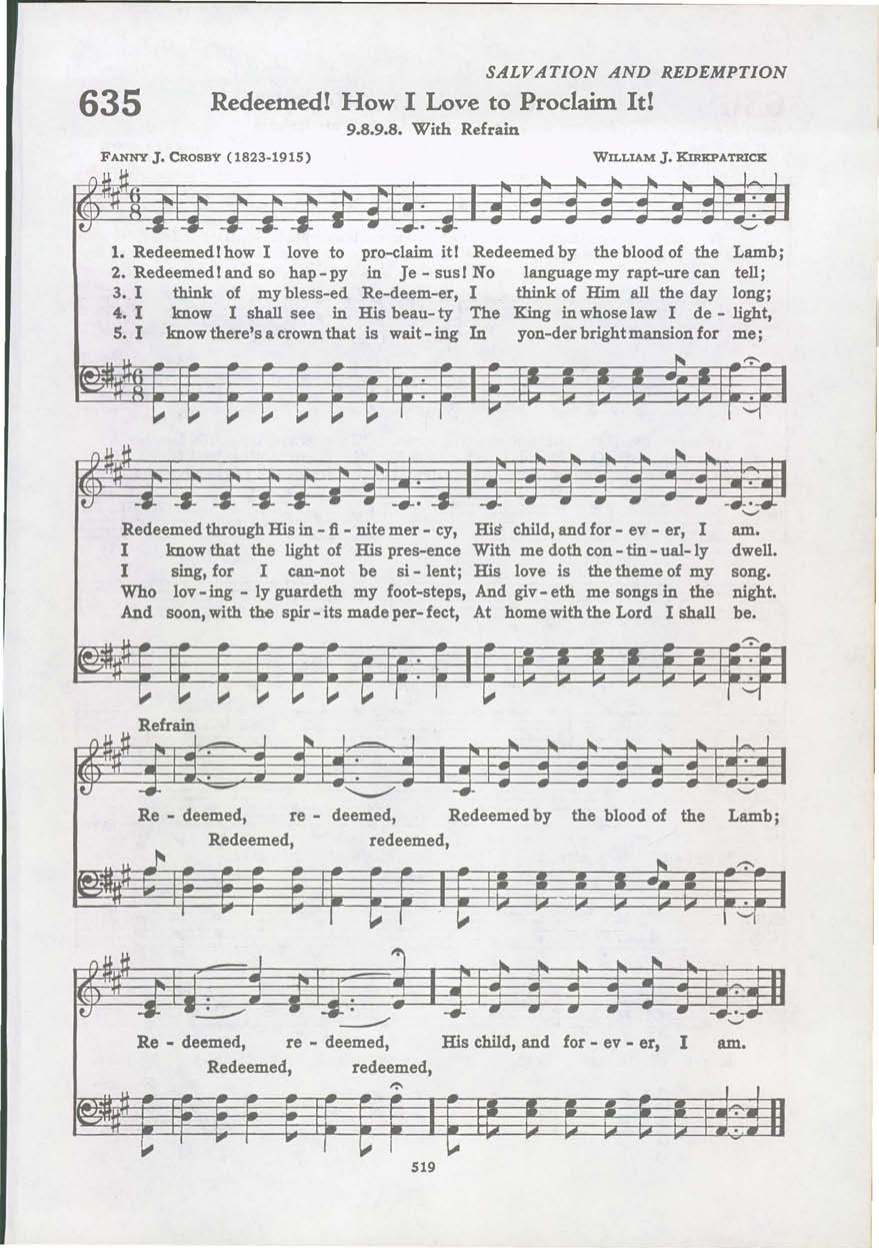 SALVATION AND REDEMPTION
635 Redeemed! How I Love to Proclaim It!
9.8.9.8. With Refrain
FANNY J. CROSBY (1823-1915) WILLIAM J. KIRKPATRICK
1. Redeemed! how I love to pro-claim it! Redeemed by the blood of the Lamb;
2. Redeemed! and so hap-py in Je-sus! No language my rapt-ure can tell;
3. I think of my bless-ed Re-deem-er, I think of Him all the day long;
4. I know I shall see in His beau-ty The King in whose law I de-light,
5. I know there's a crown that is wait-ing In yon-der bright mansion for me;
Redeemed through His in-fi-nite mer-cy, His child, and for-ev-er, I am.
I know that the light of His pres-ence With me doth con-tin-ual-ly dwell.
I sing, for I can-not be si-lent; His love is the theme of my song.
Who lov-ing-ly guardeth my foot-steps, And giv-eth me songs in the night.
And soon, with the spir-its made per-fect, At home with the Lord I shall be.
Refrain
Re-deemed, re-deemed, Redeemed by the blood of the Lamb;
Redeemed, redeemed,
Re-deemed, re-deemed, His child, and for-ev-er, I am.
Redeemed, redeemed,
519